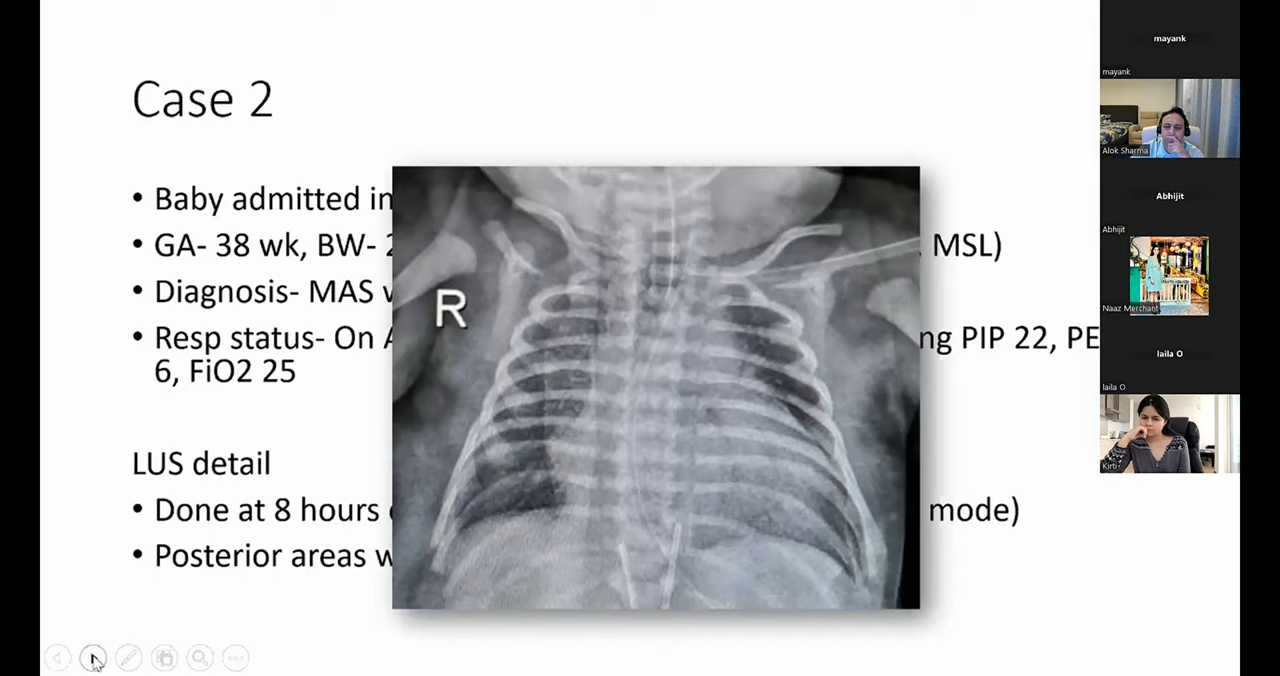 Case 2
• Baby admitted in
• GA- 38 wk, BW- 2 MSL)
• Diagnosis- MAS
• Resp status- On A ng PIP 22, PE
6, FiO2 25
LUS detail
• Done at 8 hours mode)
• Posterior areas w
R
mayank
mayank
Alok Sharma
Abhijit
Abhijit
Naaz Merchant
laila O
laila O
Kirti